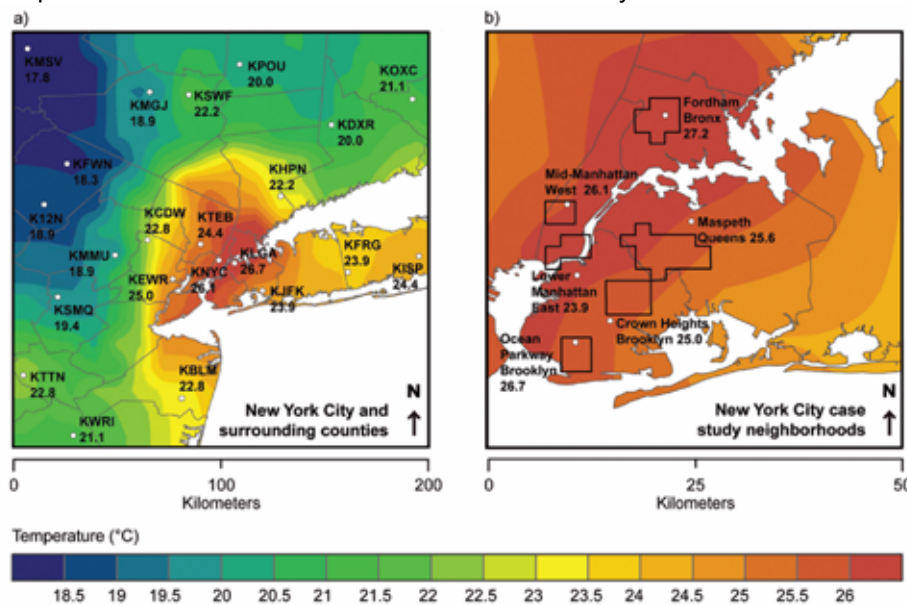 a)
KMSV
17.8
KPOU
20.0
KOXC
21.1
KMGJ
18.9
KSWF
22.2
KDXR
20.0
KFWN
18.3
KHPN
22.2
K12N
18.9
KCDW
22.8
KTEB
24.4
KMMU
18.9
KLGA
26.7
KFRG
23.9
KNYC
26.1
KISP
24.4
KEWR
25.0
KJFK
23.9
KSMQ
19.4
KTTN
22.8
KBLM
22.8
KWRI
21.1
N
New York City and
surrounding counties
0 100 200
Kilometers
b)
Fordham
Bronx
27.2
Mid-Manhattan
West 26.1
Maspeth
Queens 25.6
Lower
Manhattan
East 23.9
Crown Heights
Brooklyn 25.0
Ocean
Parkway
Brooklyn
26.7
N
New York City case
study neighborhoods
0 25 50
Kilometers
Temperature (°C)
18.5 19 19.5 20 20.5 21 21.5 22 22.5 23 23.5 24 24.5 25 25.5 26